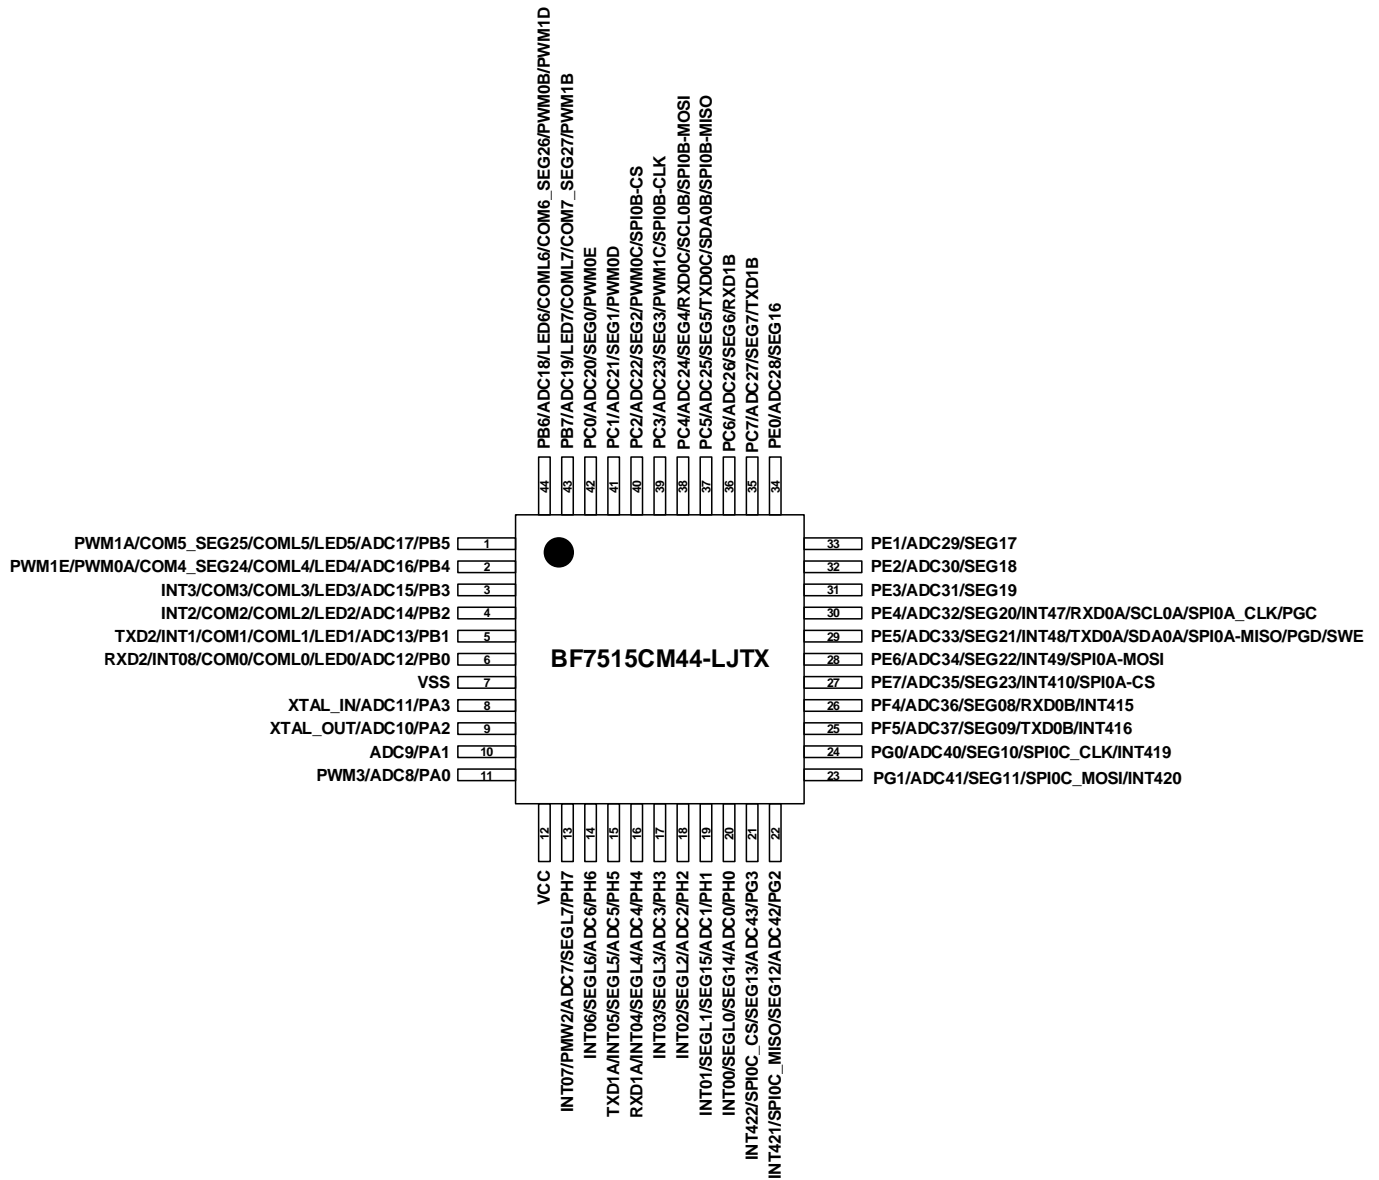 PB6/ADC18/LED6/COML6/COM6_SEG26/PWM0B/PWM1D
PB7/ADC19/LED7/COML7/COM7_SEG27/PWM1B
PC0/ADC20/SEG0/PWM0E
PC1/ADC21/SEG1/PWM0D
PC2/ADC22/SEG2/PWM0C/SPI0B-CS
PC3/ADC23/SEG3/PWM1C/SPI0B-CLK
PC4/ADC24/SEG4/RXD0C/SCL0B/SPI0B-MOSI
PC5/ADC25/SEG5/TXD0C/SDA0B/SPI0B-MISO
PC6/ADC26/SEG6/RXD1B
PC7/ADC27/SEG7/TXD1B
PE0/ADC28/SEG16
44 43 42 41 40 39 38 37 36 35 34
PWM1A/COM5_SEG25/COML5/LED5/ADC17/PB5 1
PWM1E/PWM0A/COM4_SEG24/COML4/LED4/ADC16/PB4 2
INT3/COM3/COML3/LED3/ADC15/PB3 3
INT2/COM2/COML2/LED2/ADC14/PB2 4
TXD2/INT1/COM1/COML1/LED1/ADC13/PB1 5
RXD2/INT08/COM0/COML0/LED0/ADC12/PB0 6
VSS 7
XTAL_IN/ADC11/PA3 8
XTAL_OUT/ADC10/PA2 9
ADC9/PA1 10
PWM3/ADC8/PA0 11
BF7515CM44-LJTX
33 PE1/ADC29/SEG17
32 PE2/ADC30/SEG18
31 PE3/ADC31/SEG19
30 PE4/ADC32/SEG20/INT47/RXD0A/SCL0A/SPI0A_CLK/PGC
29 PE5/ADC33/SEG21/INT48/TXD0A/SDA0A/SPI0A-MISO/PGD/SWE
28 PE6/ADC34/SEG22/INT49/SPI0A-MOSI
27 PE7/ADC35/SEG23/INT410/SPI0A-CS
26 PF4/ADC36/SEG08/RXD0B/INT415
25 PF5/ADC37/SEG09/TXD0B/INT416
24 PG0/ADC40/SEG10/SPI0C_CLK/INT419
23 PG1/ADC41/SEG11/SPI0C_MOSI/INT420
12 13 14 15 16 17 18 19 20 21 22
VCC
INT07/PMW2/ADC7/SEGL7/PH7
INT06/SEGL6/ADC6/PH6
TXD1A/INT05/SEGL5/ADC5/PH5
RXD1A/INT04/SEGL4/ADC4/PH4
INT03/SEGL3/ADC3/PH3
INT02/SEGL2/ADC2/PH2
INT01/SEGL1/SEG15/ADC1/PH1
INT00/SEGL0/SEG14/ADC0/PH0
INT422/SPI0C_CS/SEG13/ADC43/PG3
INT421/SPI0C_MISO/SEG12/ADC42/PG2